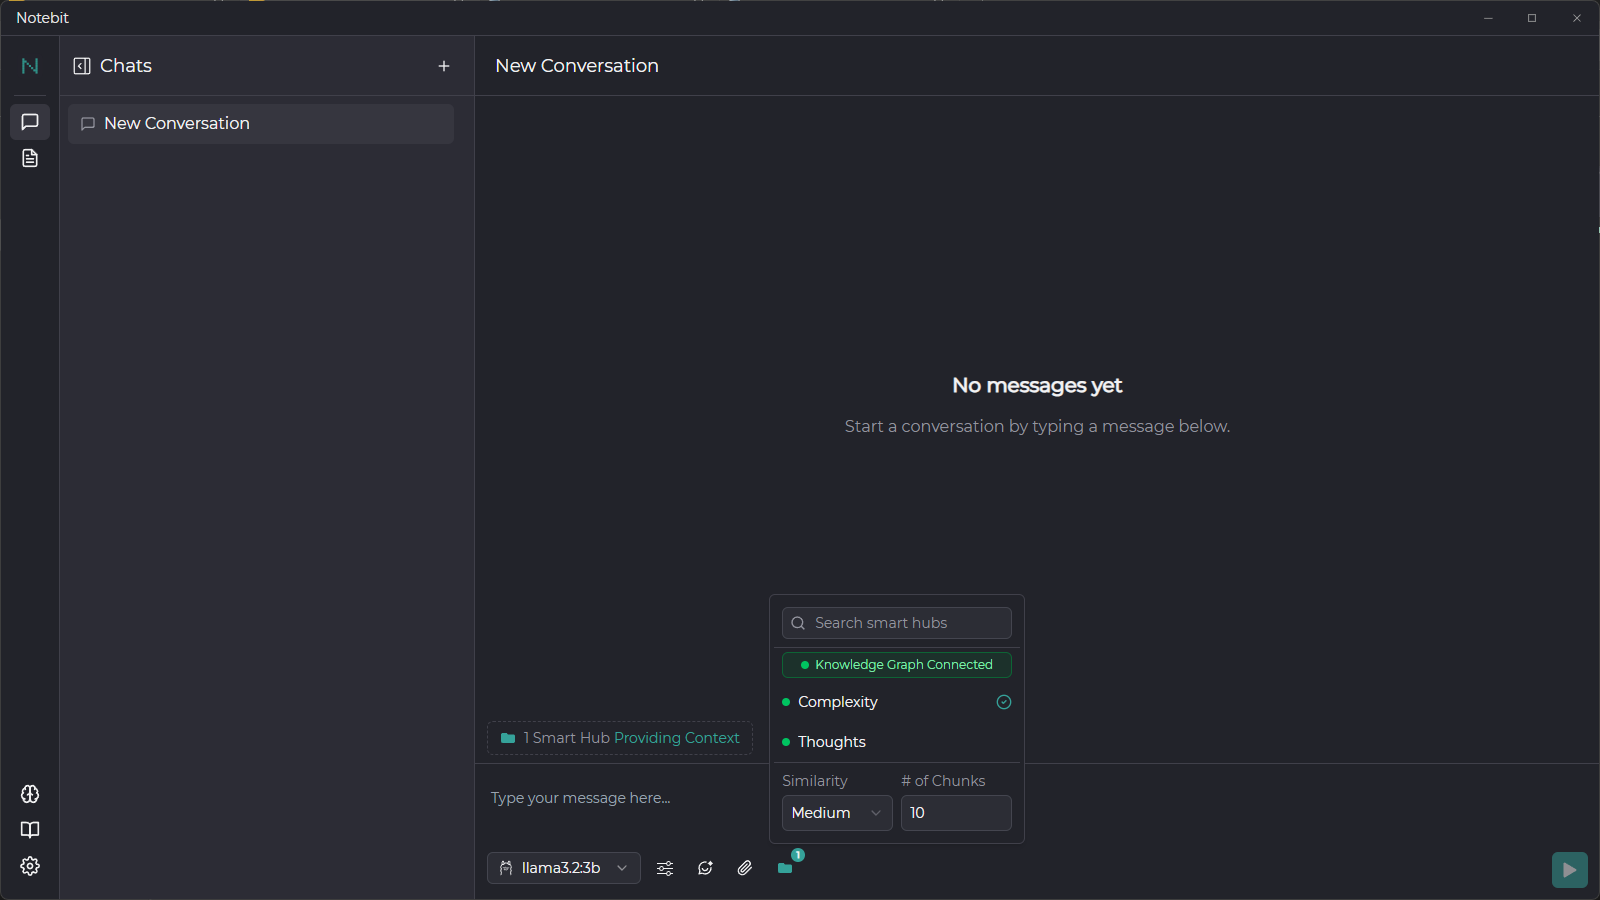 Notebit
Chats
New Conversation
New Conversation
No messages yet
Start a conversation by typing a message below.
Search smart hubs
Knowledge Graph Connected
Complexity
Thoughts
Similarity
# of Chunks
Medium
10
1 Smart Hub Providing Context
Type your message here...
llama3.2:3b
1